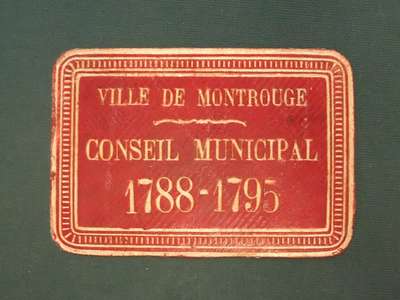 VILLE DE MONTROUGE
CONSEIL MUNICIPAL
1788-1795